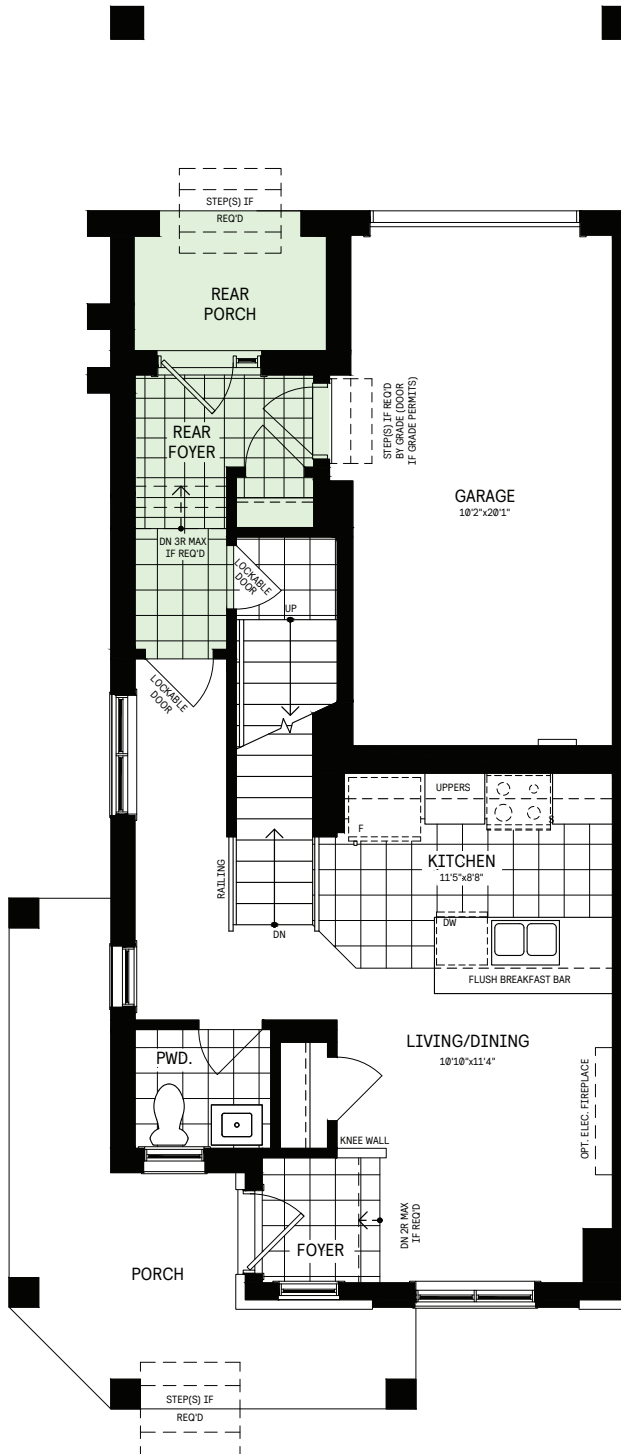 STEP(S) IF
REQ'D
REAR
PORCH
STEP(S) IF REQ'D
BY GRADE (DOOR
IF GRADE PERMITS)
REAR
FOYER
GARAGE
10'2"x20'1"
DN 3R MAX
IF REQ'D
LOCKABLE
DOOR
UP
LOCKABLE
DOOR
UPPERS
F
S
KITCHEN
11'5"x8'8"
RAILING
DW
DN
FLUSH BREAKFAST BAR
LIVING/DINING
10'10"x11'4"
PWD.
OPT. ELEC. FIREPLACE
KNEE WALL
DN 2R MAX
IF REQ'D
FOYER
PORCH
STEP(S) IF
REQ'D